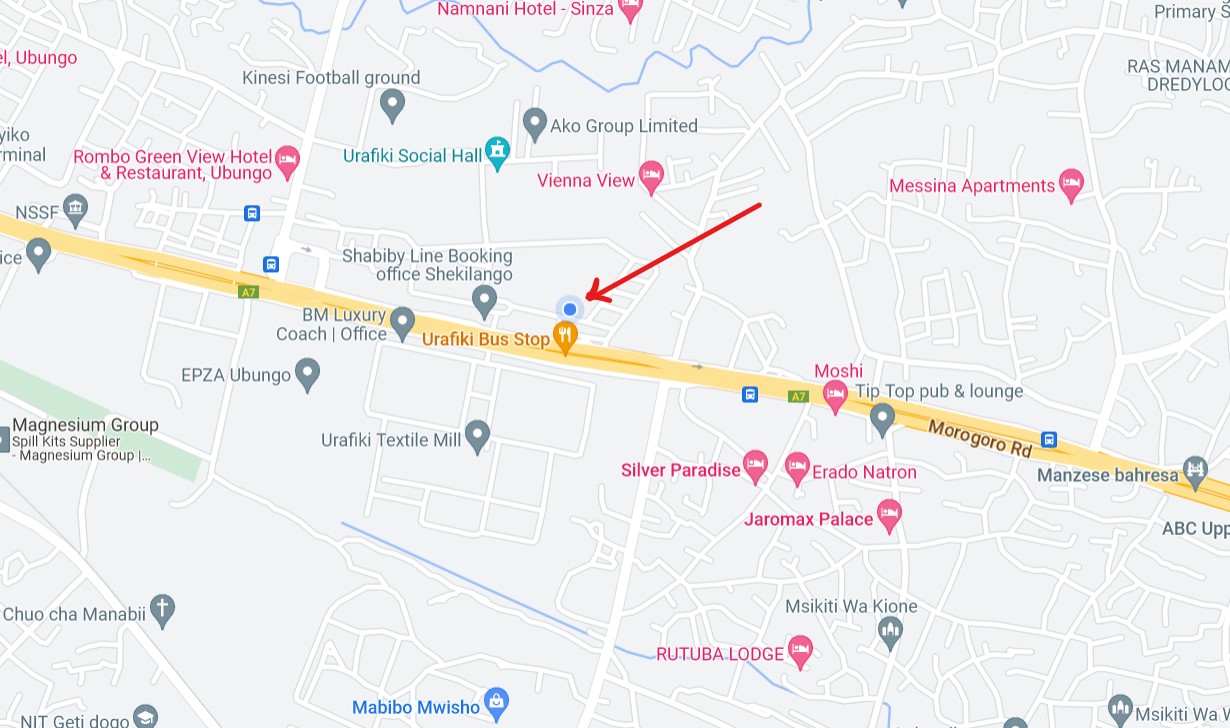 Namnani Hotel - Sinza
Primary S
el, Ubungo
Kinesi Football ground
RAS MANAM
DREDYLOC
Ako Group Limited
yiko
rminal
Urafiki Social Hall
Rombo Green View Hotel
& Restaurant, Ubungo
Vienna View
Messina Apartments
NSSF
ice
Shabiby Line Booking
office Shekilango
A7
BM Luxury
Coach | Office
Urafiki Bus Stop
EPZA Ubungo
Moshi
Tip Top pub & lounge
A7
Magnesium Group
Spill Kits Supplier
- Magnesium Group |...
Urafiki Textile Mill
Morogoro Rd
Silver Paradise
Erado Natron
Manzese bahresa
Jaromax Palace
ABC Upp
Chuo cha Manabii
Msikiti Wa Kione
RUTUBA LODGE
Mabibo Mwisho
NIT Geti dogo
Msikiti Wa W